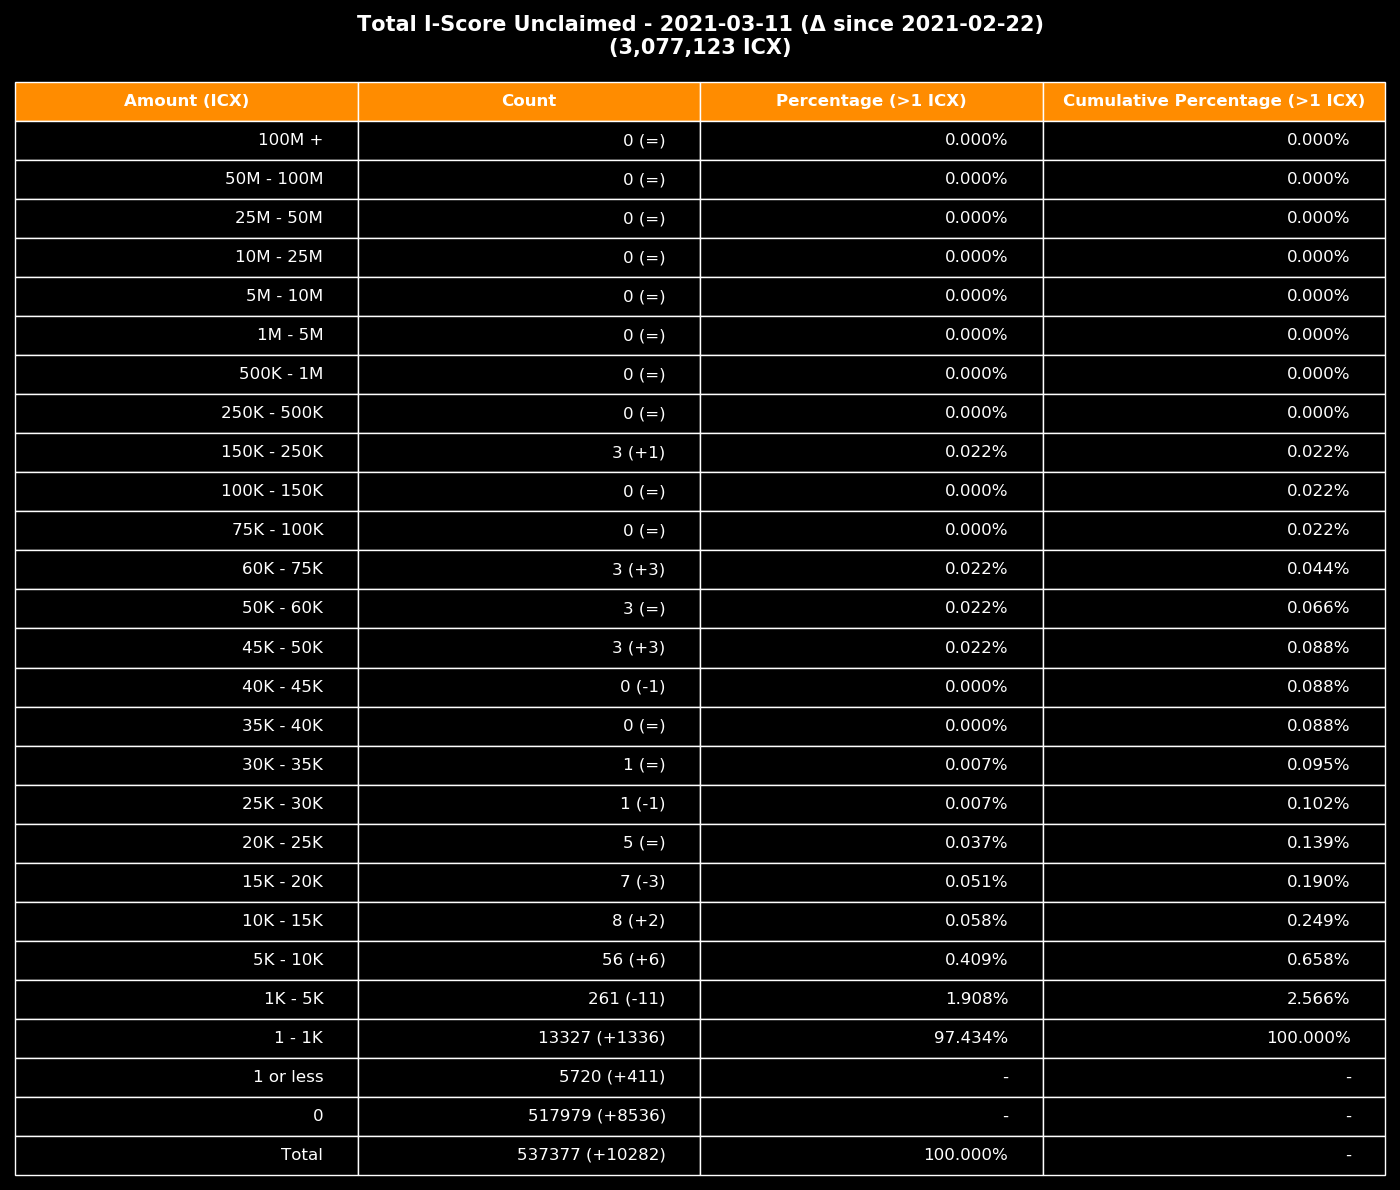 Total I-Score Unclaimed - 2021-03-11 (Δ since 2021-02-22)
(3,077,123 ICX)
Amount (ICX) Count Percentage (>1 ICX) Cumulative Percentage (>1 ICX)
100M + 0 (=) 0.000% 0.000%
50M - 100M 0 (=) 0.000% 0.000%
25M - 50M 0 (=) 0.000% 0.000%
10M - 25M 0 (=) 0.000% 0.000%
5M - 10M 0 (=) 0.000% 0.000%
1M - 5M 0 (=) 0.000% 0.000%
500K - 1M 0 (=) 0.000% 0.000%
250K - 500K 0 (=) 0.000% 0.000%
150K - 250K 3 (+1) 0.022% 0.022%
100K - 150K 0 (=) 0.000% 0.022%
75K - 100K 0 (=) 0.000% 0.022%
60K - 75K 3 (+3) 0.022% 0.044%
50K - 60K 3 (=) 0.022% 0.066%
45K - 50K 3 (+3) 0.022% 0.088%
40K - 45K 0 (-1) 0.000% 0.088%
35K - 40K 0 (=) 0.000% 0.088%
30K - 35K 1 (=) 0.007% 0.095%
25K - 30K 1 (-1) 0.007% 0.102%
20K - 25K 5 (=) 0.037% 0.139%
15K - 20K 7 (-3) 0.051% 0.190%
10K - 15K 8 (+2) 0.058% 0.249%
5K - 10K 56 (+6) 0.409% 0.658%
1K - 5K 261 (-11) 1.908% 2.566%
1 - 1K 13327 (+1336) 97.434% 100.000%
1 or less 5720 (+411) - -
0 517979 (+8536) - -
Total 537377 (+10282) 100.000% -